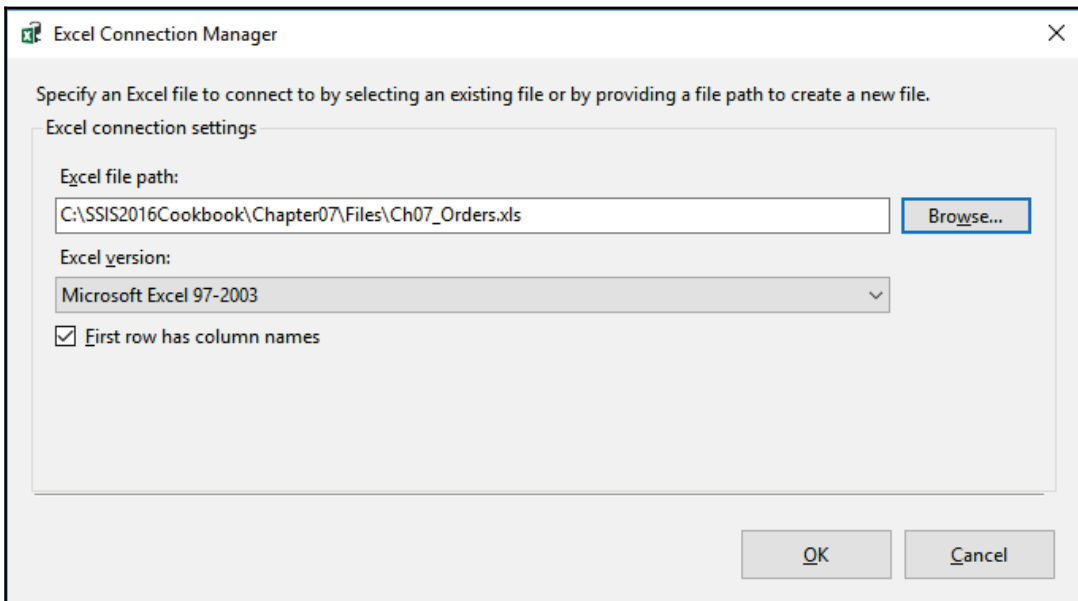 Excel Connection Manager
Specify an Excel file to connect to by selecting an existing file or by providing a file path to create a new file.
Excel connection settings
Excel file path:
C:\SSIS2016Cookbook\Chapter07\Files\Ch07_Orders.xls
Browse...
Excel version:
Microsoft Excel 97-2003
First row has column names
OK
Cancel